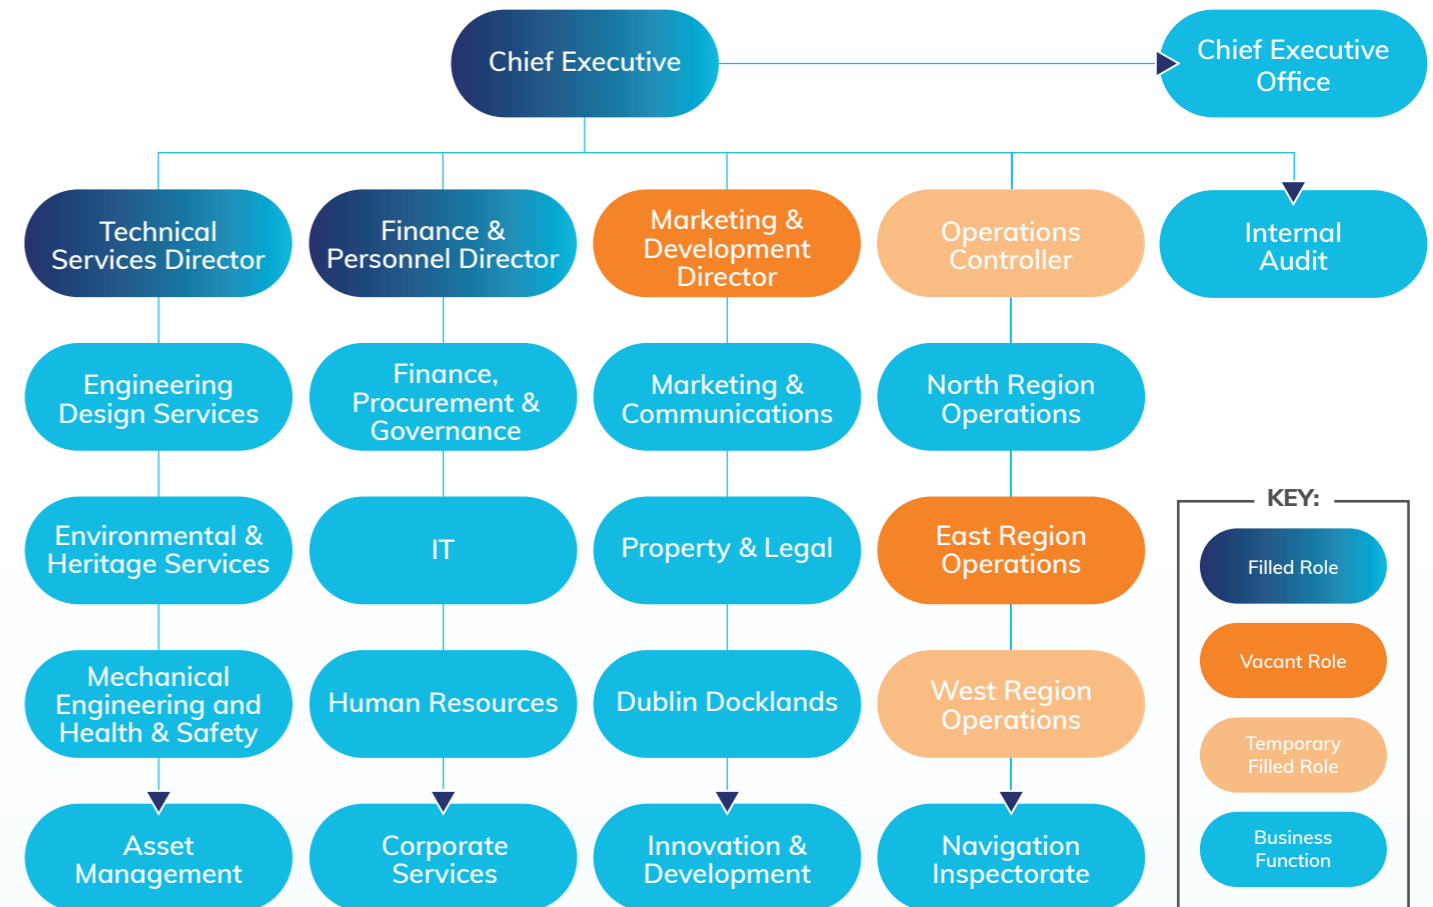 Chief Executive
Chief Executive
Office
Technical
Services Director
Finance &
Personnel Director
Marketing &
Development
Director
Operations
Controller
Internal
Audit
Engineering
Design Services
Finance,
Procurement &
Governance
Marketing &
Communications
North Region
Operations
Environmental &
Heritage Services
IT
Property & Legal
East Region
Operations
Mechanical
Engineering and
Health & Safety
Human Resources
Dublin Docklands
West Region
Operations
Asset
Management
Corporate
Services
Innovation &
Development
Navigation
Inspectorate
KEY:
Filled Role
Vacant Role
Temporary
Filled Role
Business
Function